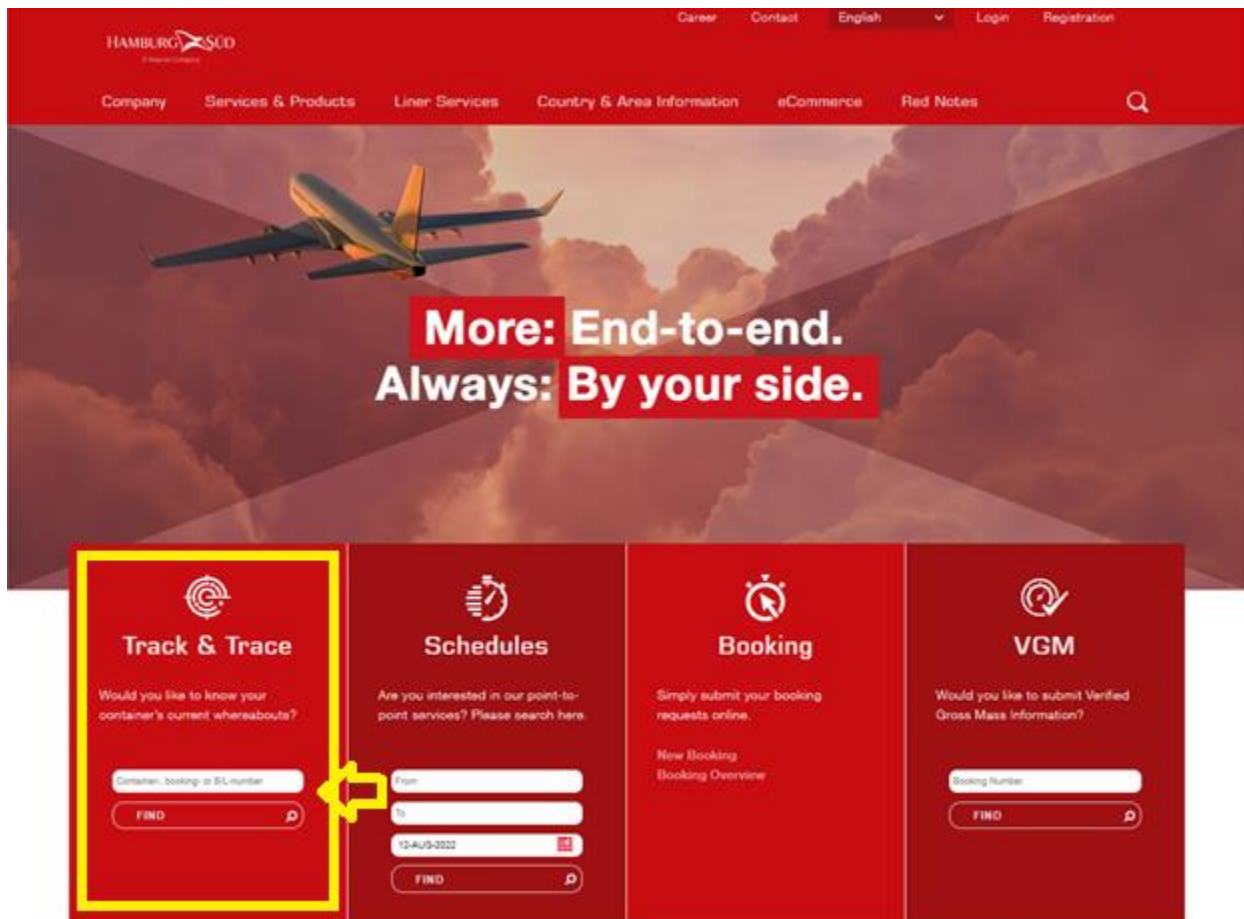 Career Contact English Login Registration
HAMBURG SÜD
A Maersk Company
Company Services & Products Liner Services Country & Area Information eCommerce Red Notes
More: End-to-end.
Always: By your side.
Track & Trace
Would you like to know your
container's current whereabouts?
Container-, booking- or B/L-number
FIND
Schedules
Are you interested in our point-to-
point services? Please search here.
From
To
12-AUG-2022
FIND
Booking
Simply submit your booking
requests online.
New Booking
Booking Overview
VGM
Would you like to submit Verified
Gross Mass Information?
Booking Number
FIND